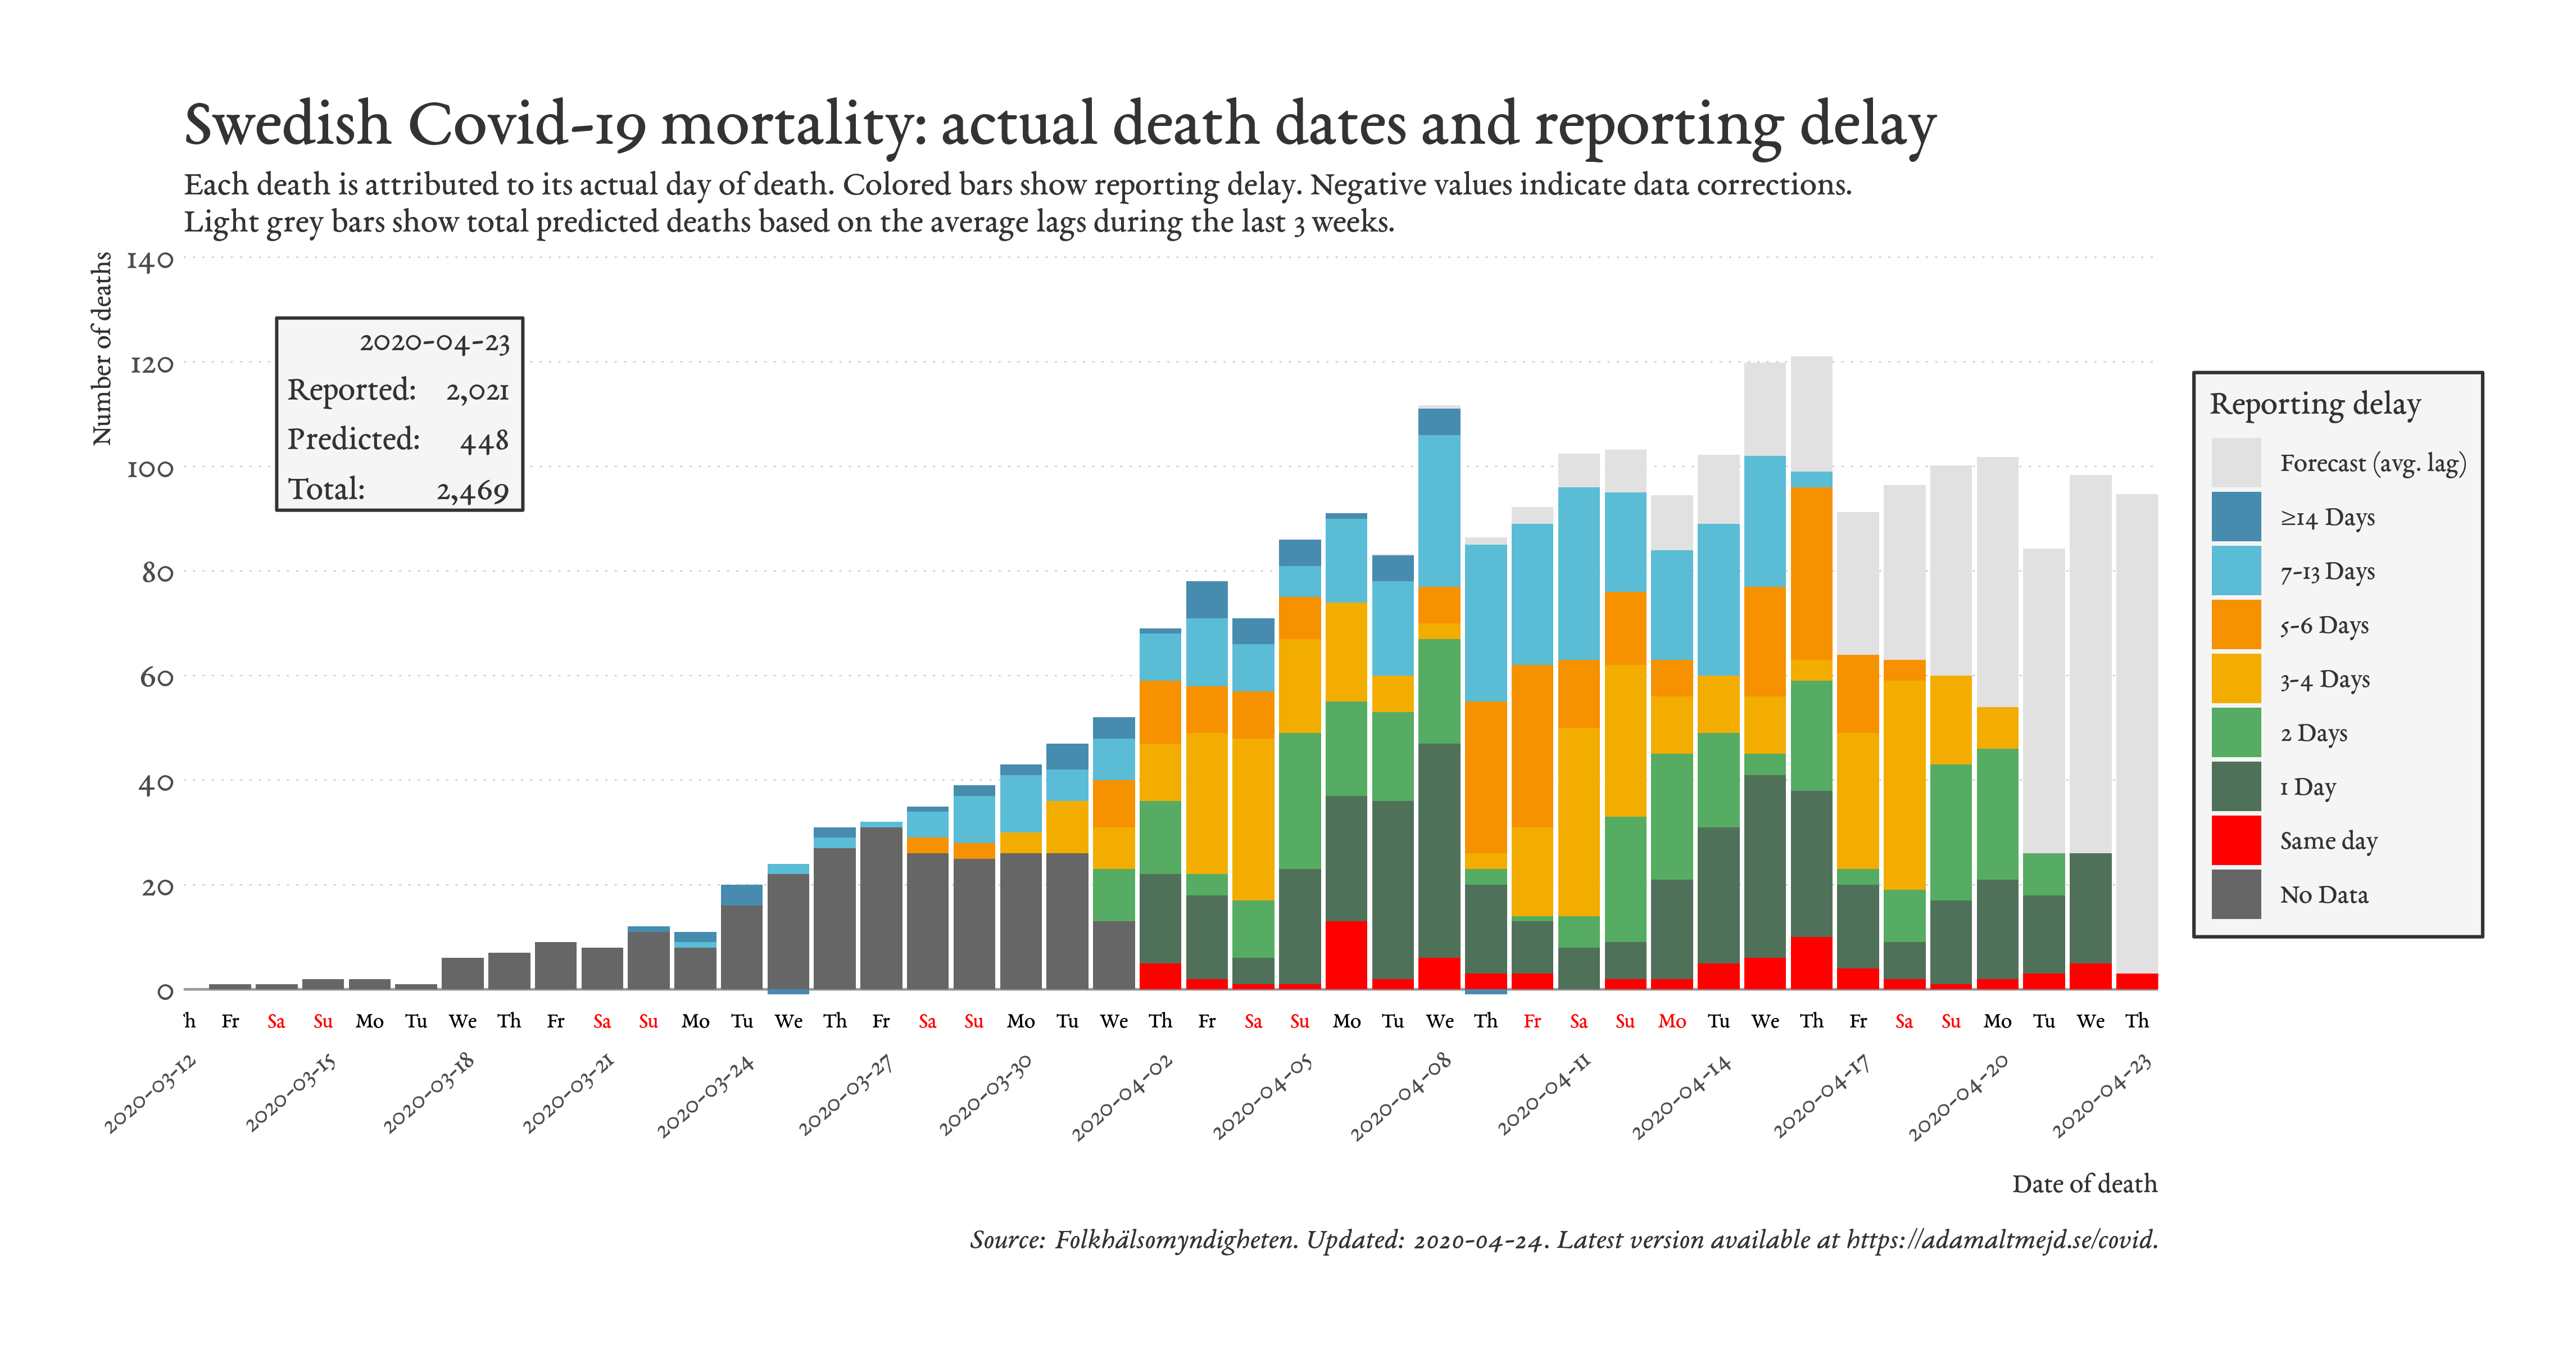 Swedish Covid-19 mortality: actual death dates and reporting delay
Each death is attributed to its actual day of death. Colored bars show reporting delay. Negative values indicate data corrections.
Light grey bars show total predicted deaths based on the average lags during the last 3 weeks.
Number of deaths
140
120
100
80
60
40
20
0
2020-04-23
Reported: 2,021
Predicted: 448
Total: 2,469
Reporting delay
Forecast (avg. lag)
≥14 Days
7-13 Days
5-6 Days
3-4 Days
2 Days
1 Day
Same day
No Data
h Fr Sa Su Mo Tu We Th Fr Sa Su Mo Tu We Th Fr Sa Su Mo Tu We Th Fr Sa Su Mo Tu We Th Fr Sa Su Mo Tu We Th Fr Sa Su Mo Tu We Th
2020-03-12 2020-03-15 2020-03-18 2020-03-21 2020-03-24 2020-03-27 2020-03-30 2020-04-02 2020-04-05 2020-04-08 2020-04-11 2020-04-14 2020-04-17 2020-04-20 2020-04-23
Date of death
Source: Folkhälsomyndigheten. Updated: 2020-04-24. Latest version available at https://adamaltmejd.se/covid.